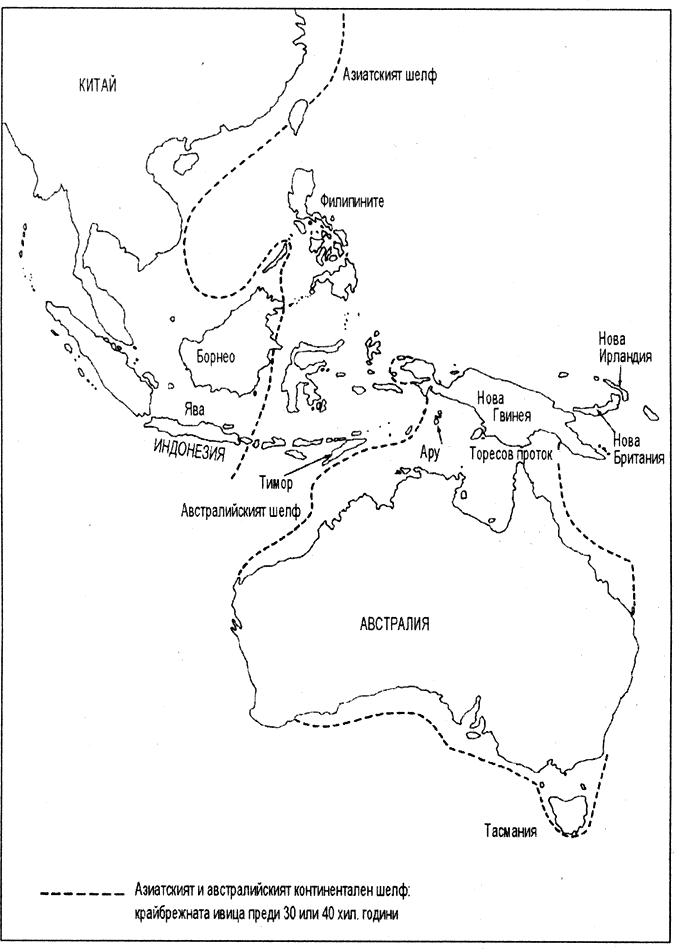 КИТАЙ
Азиатският шелф
Филипините
Нова
Ирландия
Борнео
Нова
Гвинея
Ява
ИНДОНЕЗИЯ
Ару
Торесов проток
Нова
Британия
Тимор
Австралийският шелф
АВСТРАЛИЯ
Тасмания
Азиатският и австралийският континентален шелф:
крайбрежната ивица преди 30 или 40 хил. години